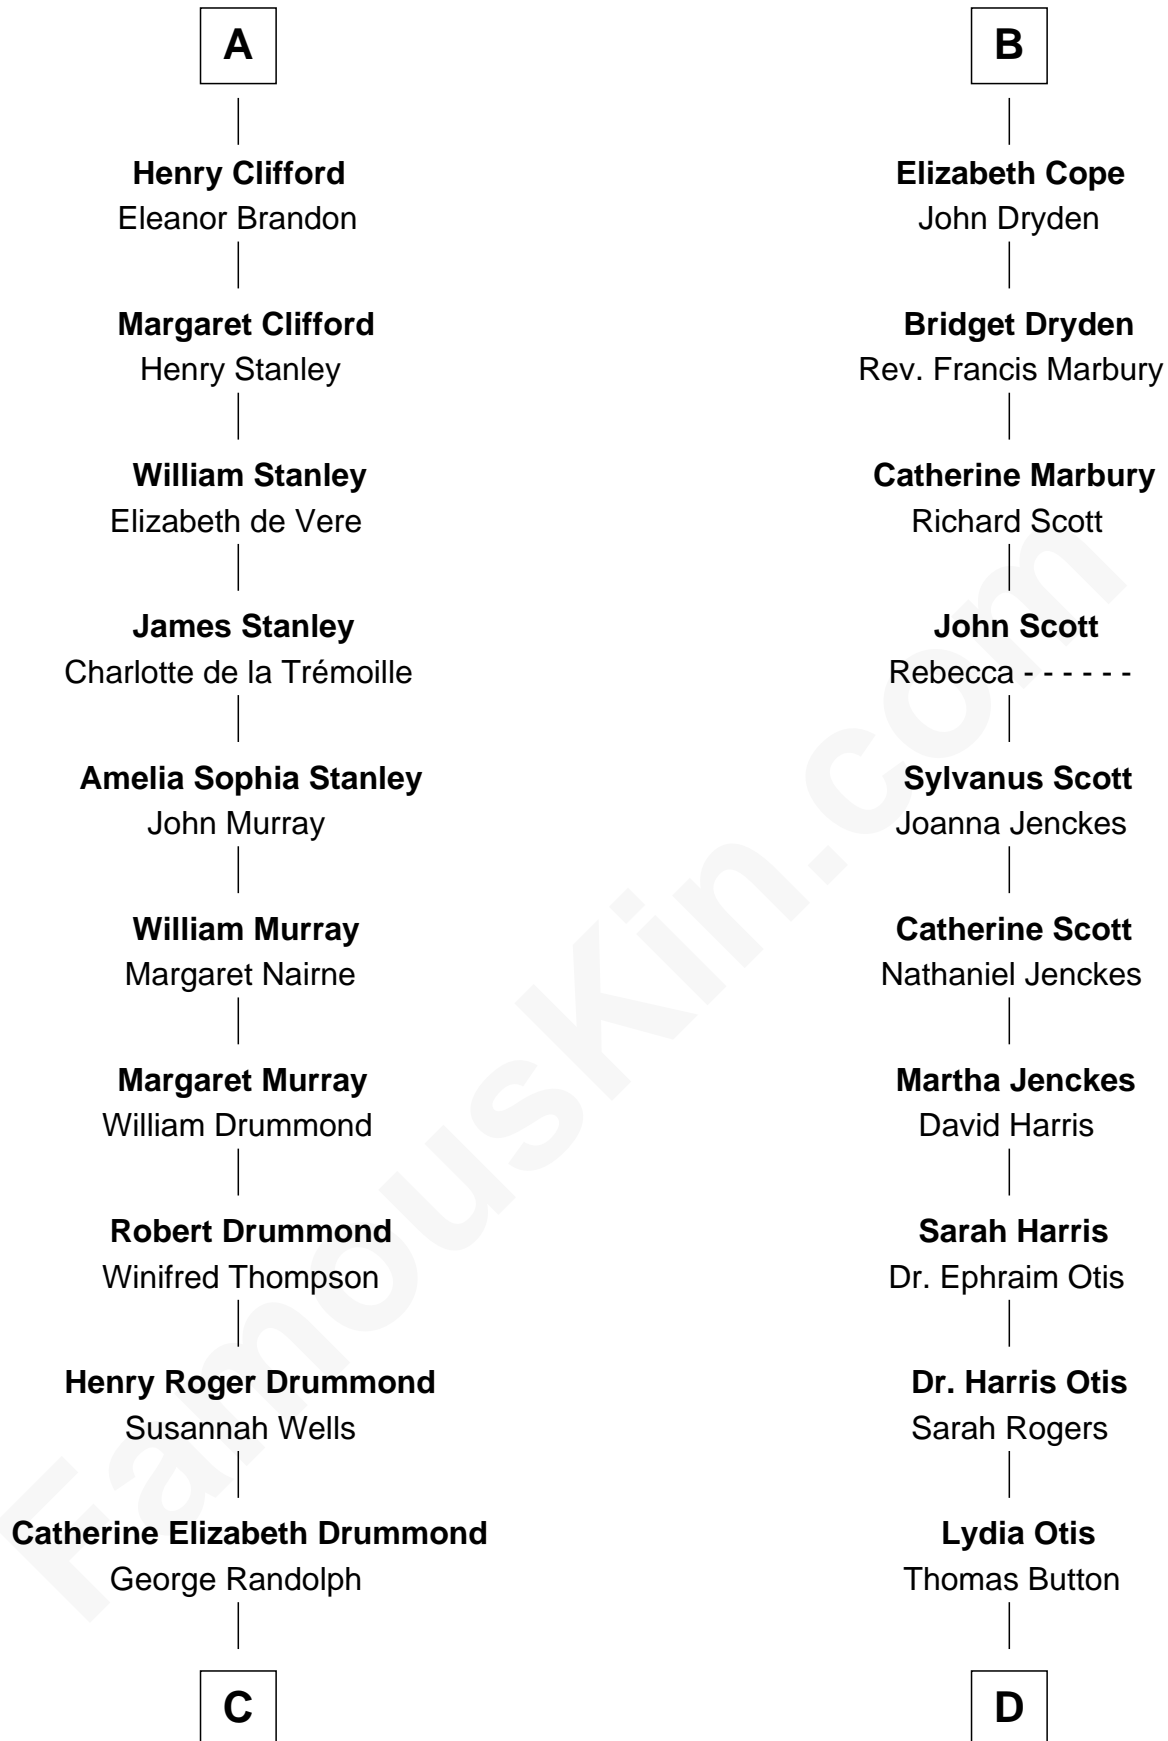 A
Henry Clifford
Eleanor Brandon
Margaret Clifford
Henry Stanley
William Stanley
Elizabeth de Vere
James Stanley
Charlotte de la Trémoille
Amelia Sophia Stanley
John Murray
William Murray
Margaret Nairne
Margaret Murray
William Drummond
Robert Drummond
Winifred Thompson
Henry Roger Drummond
Susannah Wells
Catherine Elizabeth Drummond
George Randolph
C
B
Elizabeth Cope
John Dryden
Bridget Dryden
Rev. Francis Marbury
Catherine Marbury
Richard Scott
John Scott
Rebecca - - - - - -
Sylvanus Scott
Joanna Jenckes
Catherine Scott
Nathaniel Jenckes
Martha Jenckes
David Harris
Sarah Harris
Dr. Ephraim Otis
Dr. Harris Otis
Sarah Rogers
Lydia Otis
Thomas Button
D
FamousKin.com